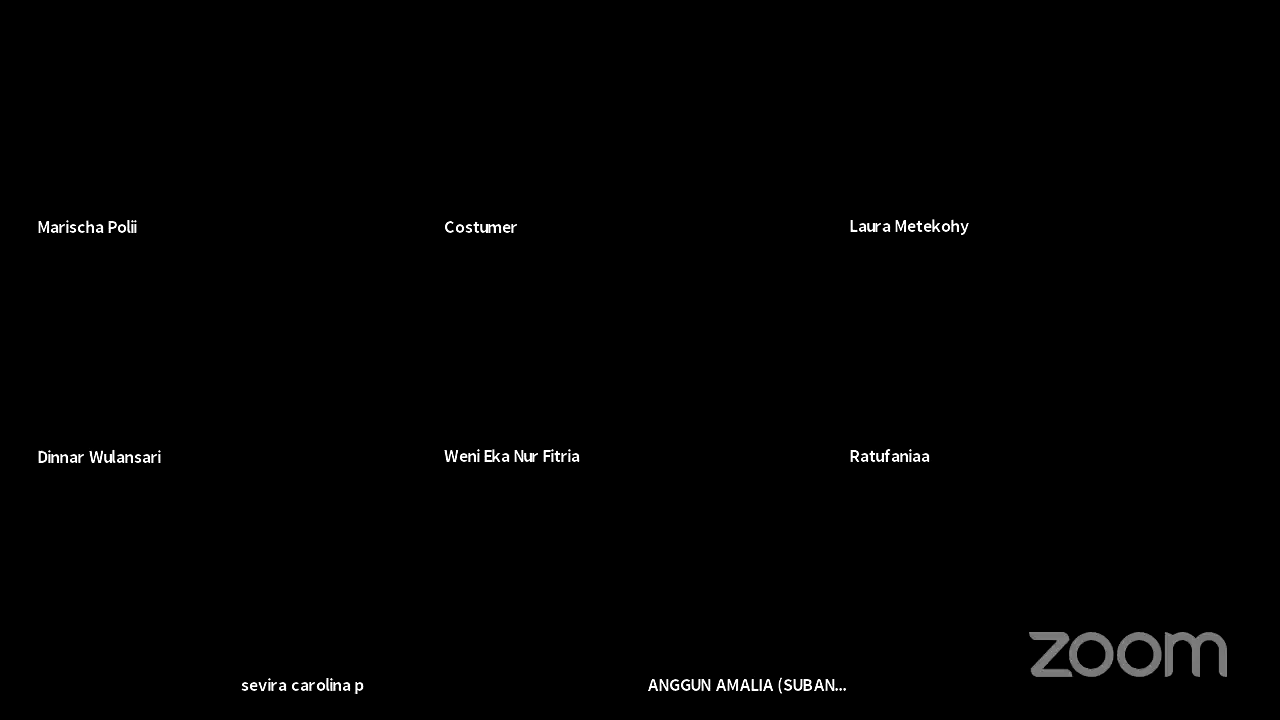 Marischa Polii
Costumer
Laura Metekohy
Dinnar Wulansari
Weni Eka Nur Fitria
Ratufaniaa
sevira carolina p
ANGGUN AMALIA (SUBAN...
zoom